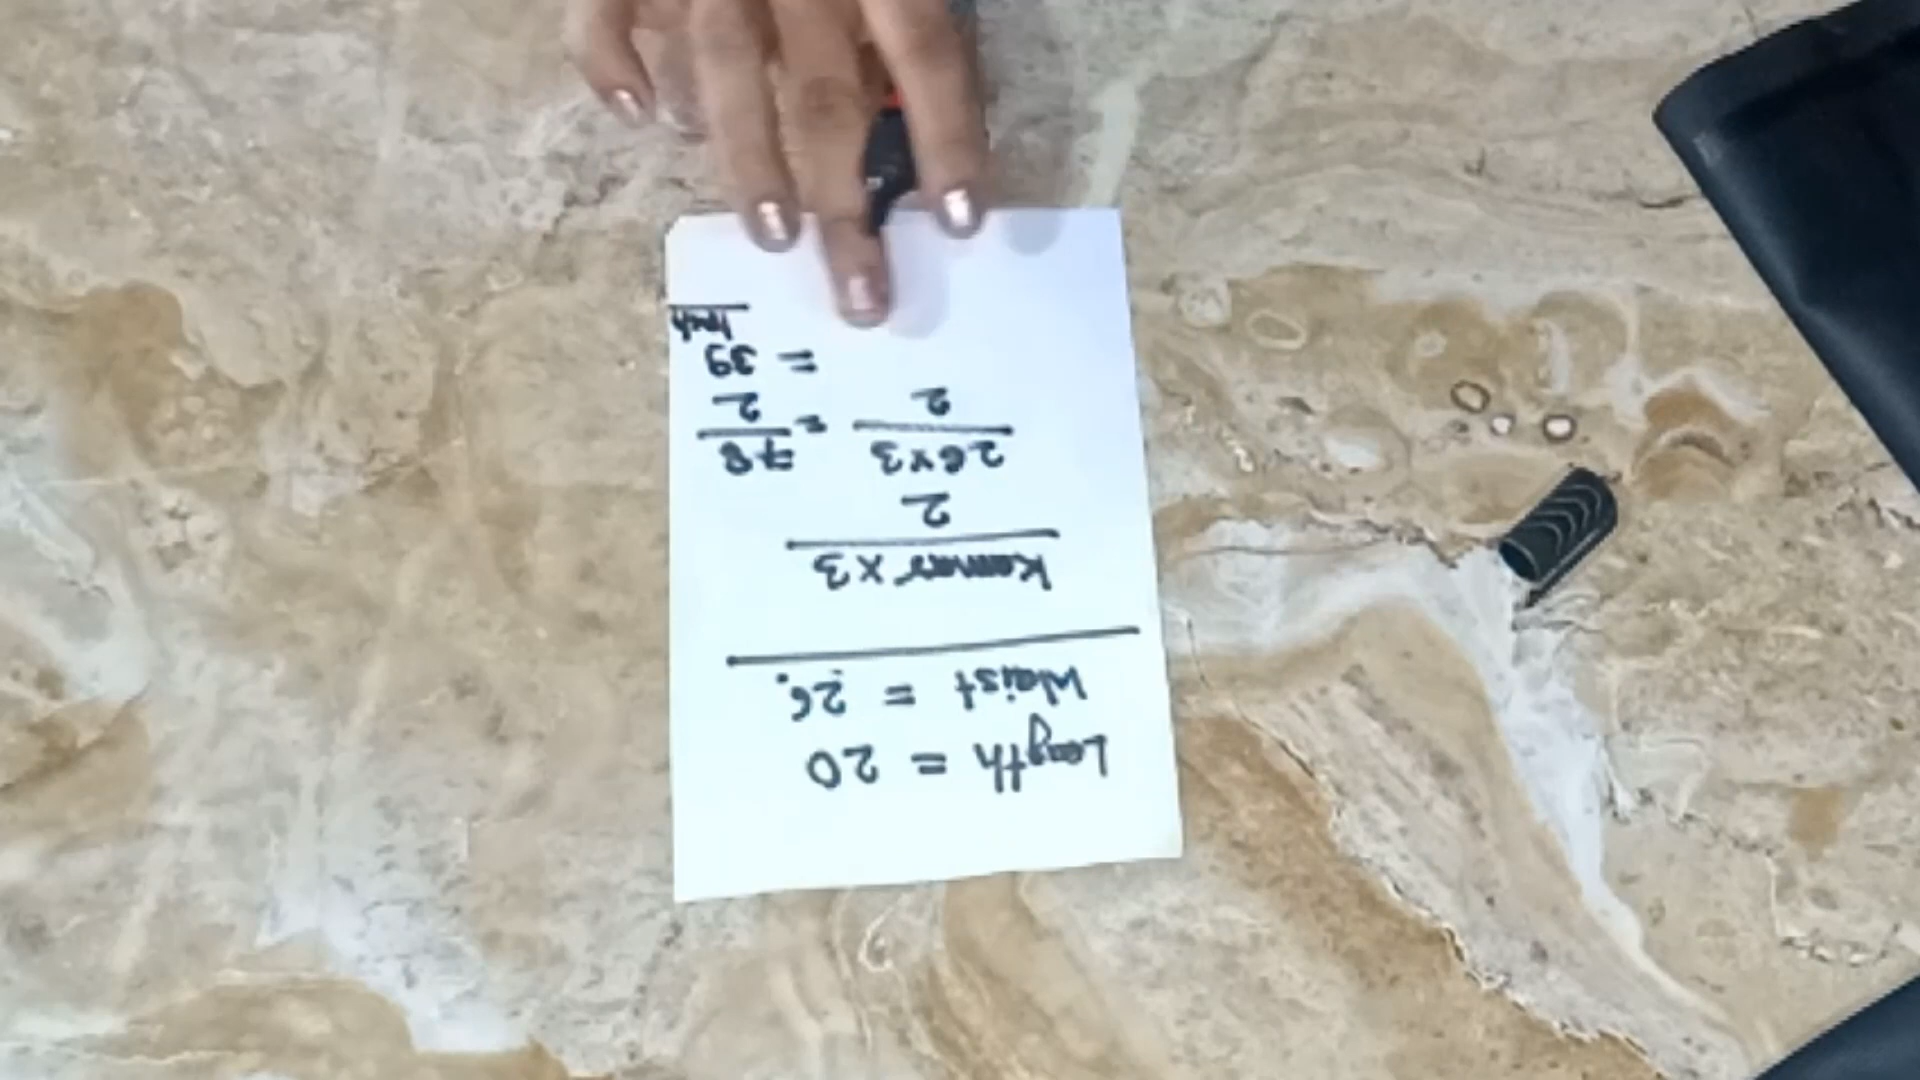 Length = 20
Waist = 26.
Kamar x 3
2
26x3 = 78
2 2
= 39
Inch